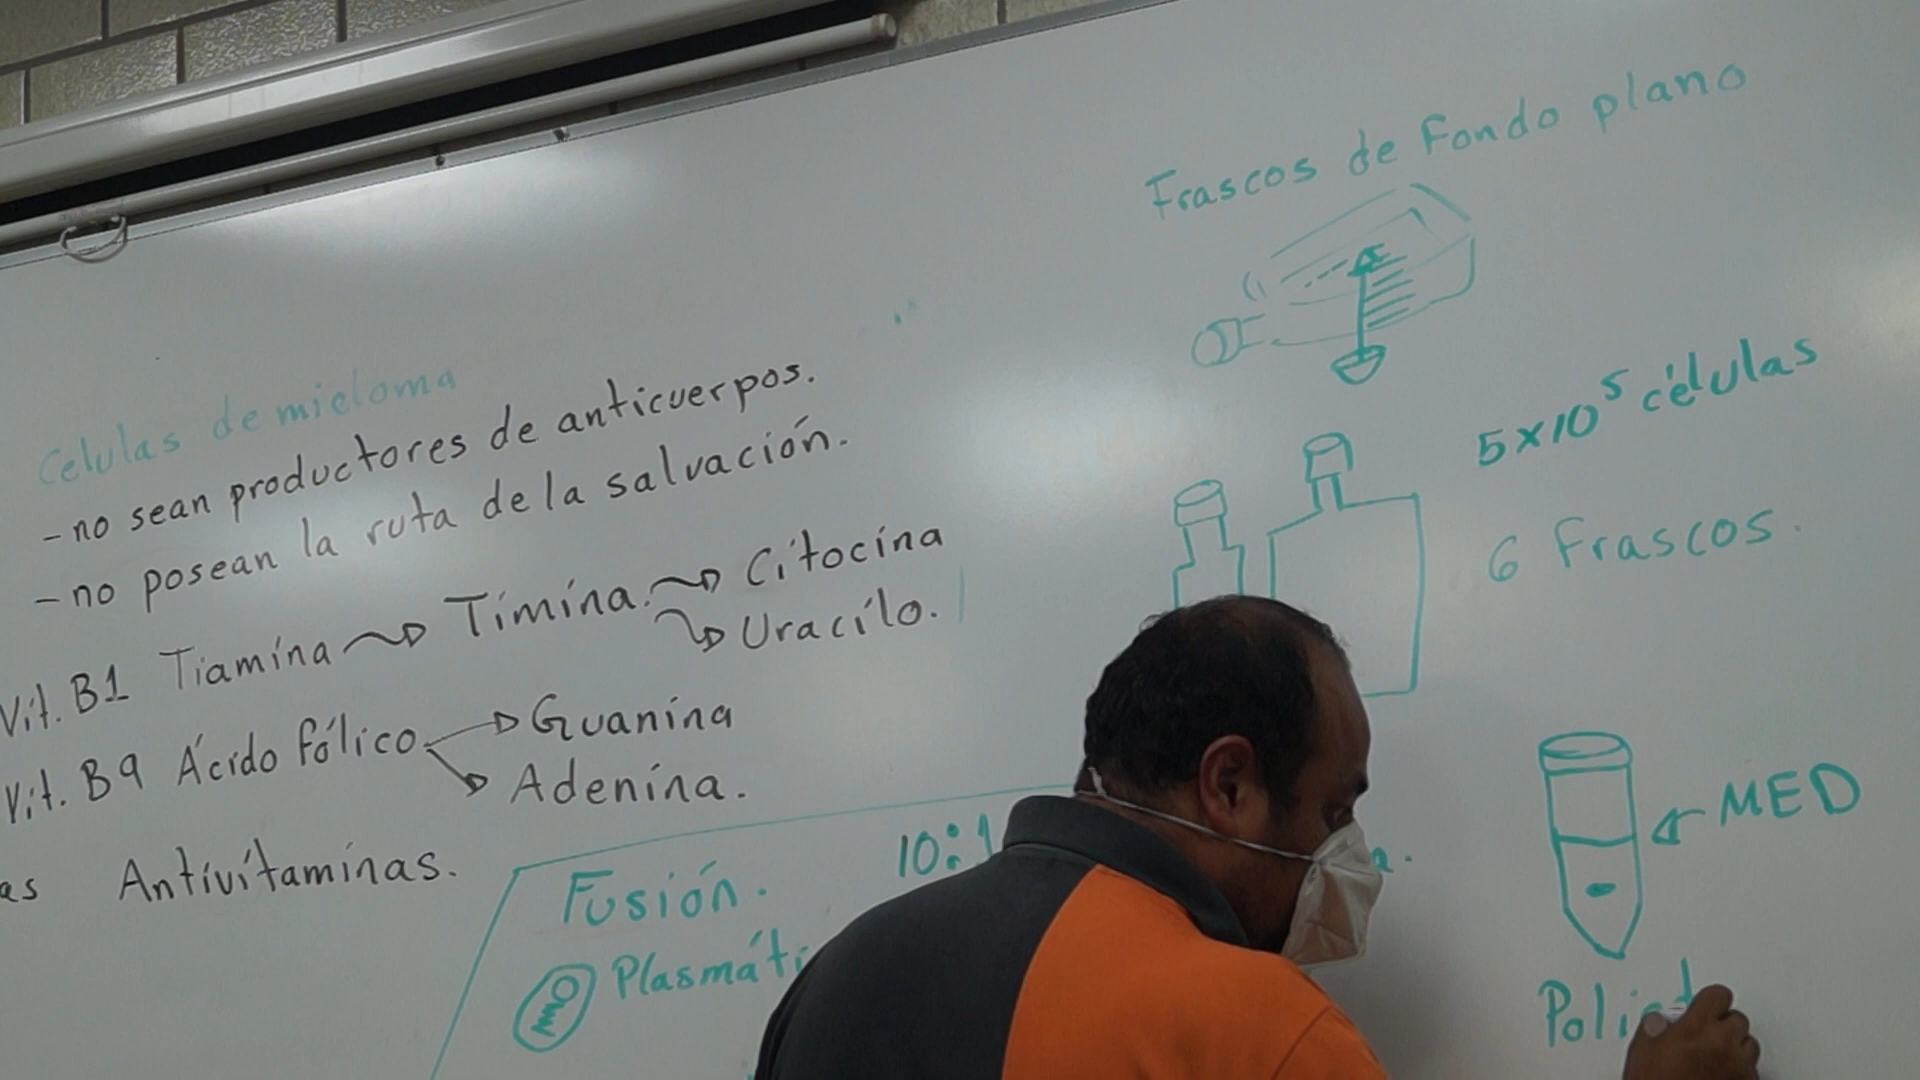 Frascos de Fondo plano
Celulas de mieloma
- no sean productores de anticuerpos.
- no posean la ruta de la salvación.
Vit. B1 Tiamina → Timina. → Citocina
→ Uracilo.
Vit. B9 Ácido fólico → Guanina
→ Adenina.
as Antivitaminas.
5x10⁵ células
6 Frascos.
← MED
Fusión. 10:1
Plasmáti